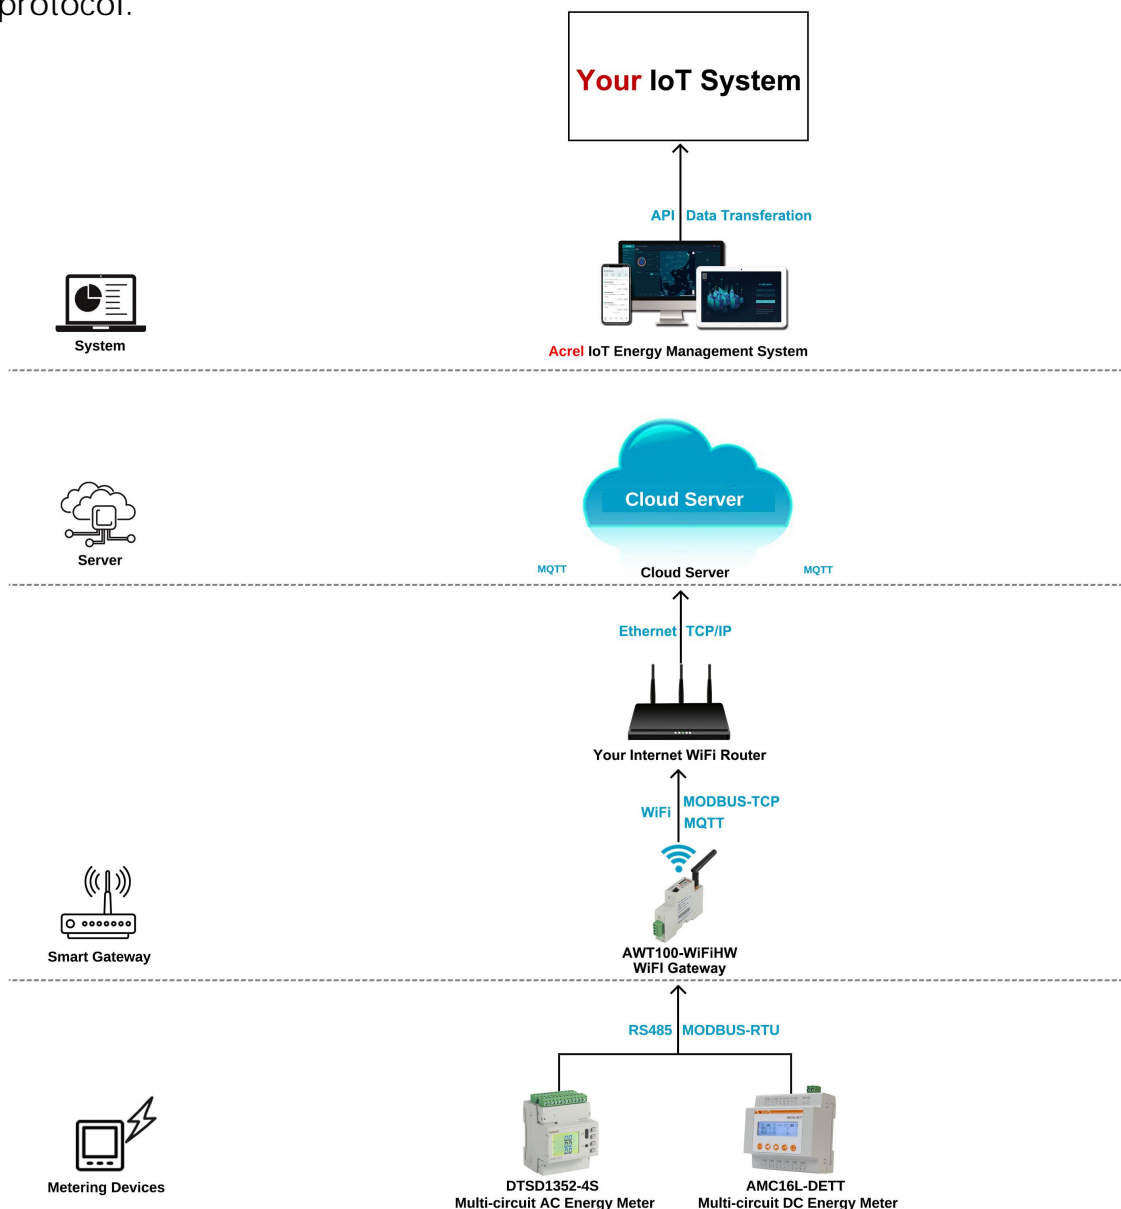 protocol.
Your IoT System
API Data Transferation
System
Acrel IoT Energy Management System
Cloud Server
Server
MQTT
Cloud Server
MQTT
Ethernet TCP/IP
Your Internet WiFi Router
WiFi
MODBUS-TCP
MQTT
Smart Gateway
AWT100-WiFiHW
WiFI Gateway
RS485 MODBUS-RTU
Metering Devices
DTSD1352-4S
Multi-circuit AC Energy Meter
AMC16L-DETT
Multi-circuit DC Energy Meter